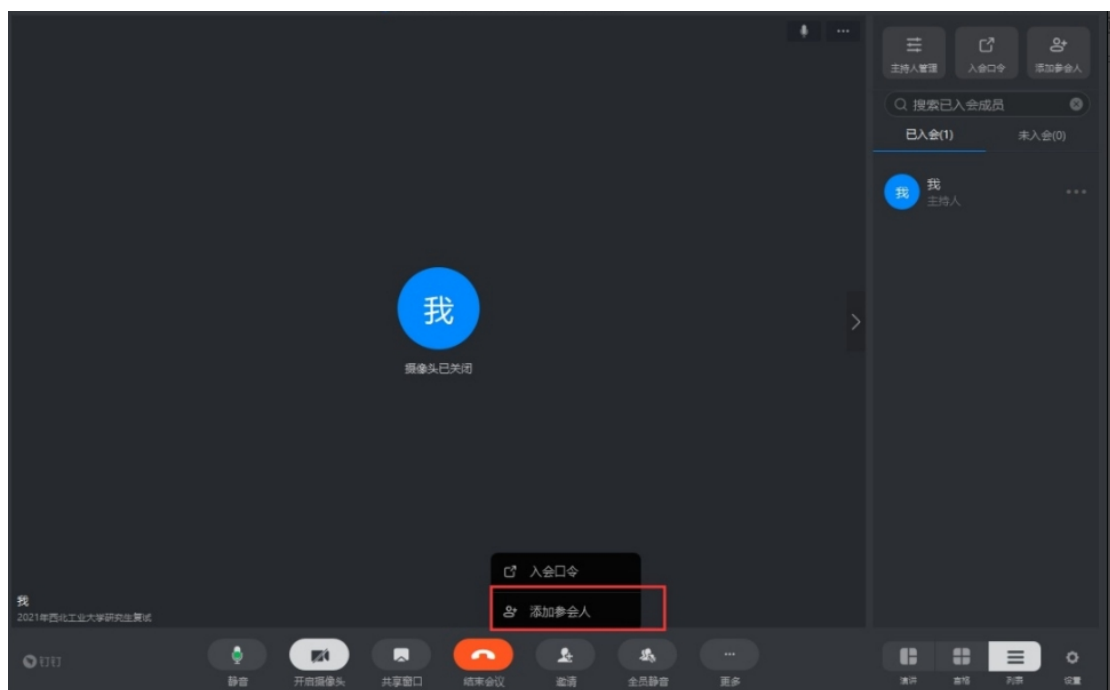 主持人管理
入会口令
添加参会人
搜索已入会成员
已入会(1)
未入会(0)
我
我
主持人
我
摄像头已关闭
入会口令
添加参会人
我
2021年西北工业大学研究生复试
钉钉
静音
开启摄像头
共享窗口
结束会议
邀请
全员静音
更多
演讲
宫格
列表
设置